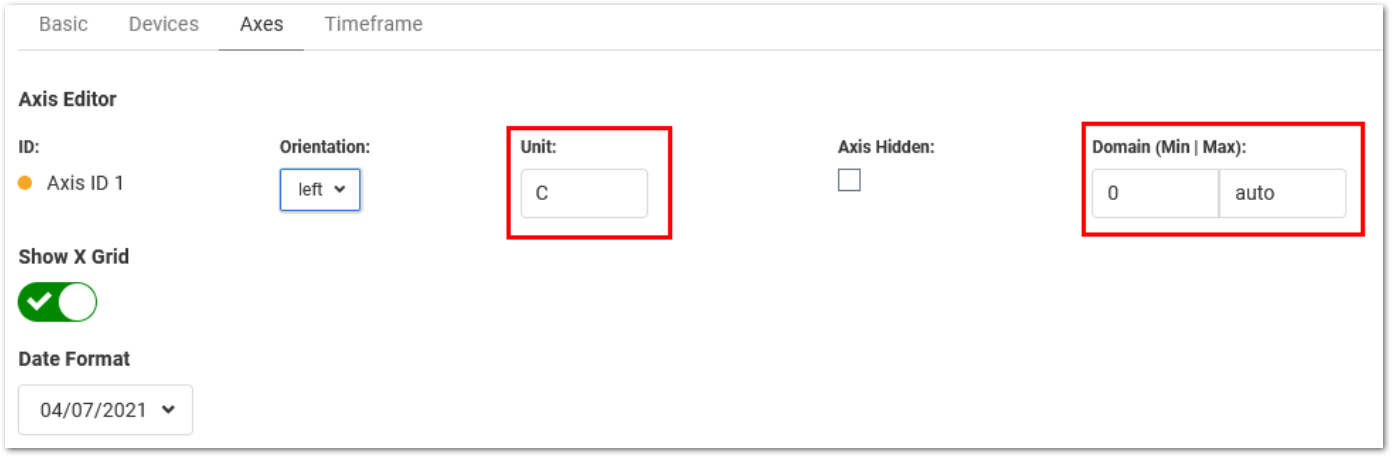 Basic Devices Axes Timeframe
Axis Editor
ID: Orientation: Unit: Axis Hidden: Domain (Min | Max):
Axis ID 1 left C 0 auto
Show X Grid
Date Format
04/07/2021